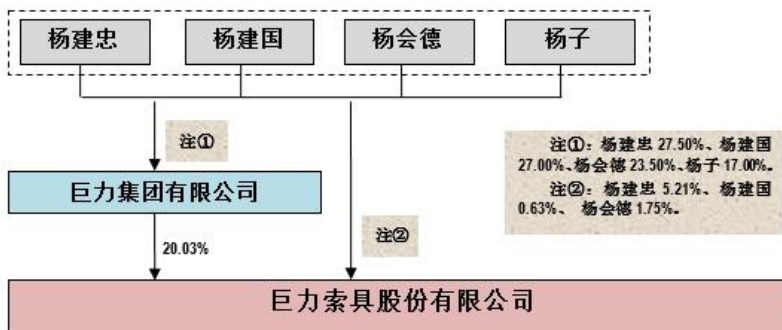 杨建忠 杨建国 杨会德 杨子
注①
注①：杨建忠 27.50%、杨建国
27.00%、杨会德 23.50%、杨子 17.00%。
注②：杨建忠 5.21%、杨建国
0.63%、 杨会德 1.75%。
巨力集团有限公司
注②
20.03%
巨力索具股份有限公司